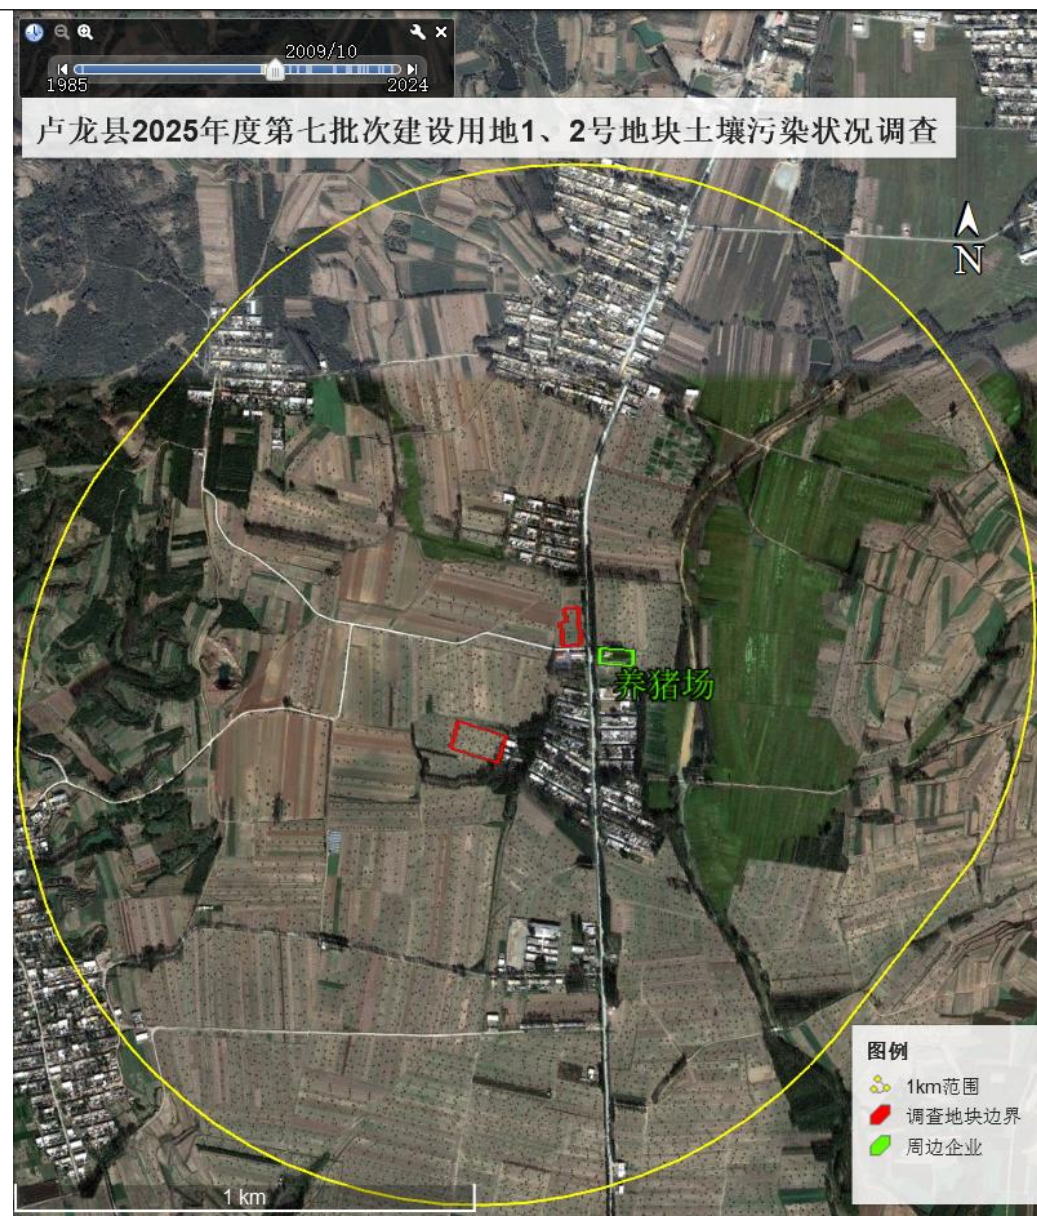 2009/10
1985
2024
卢龙县2025年度第七批次建设用地1、2号地块土壤污染状况调查
N
养猪场
图例
1km范围
调查地块边界
周边企业
1 km